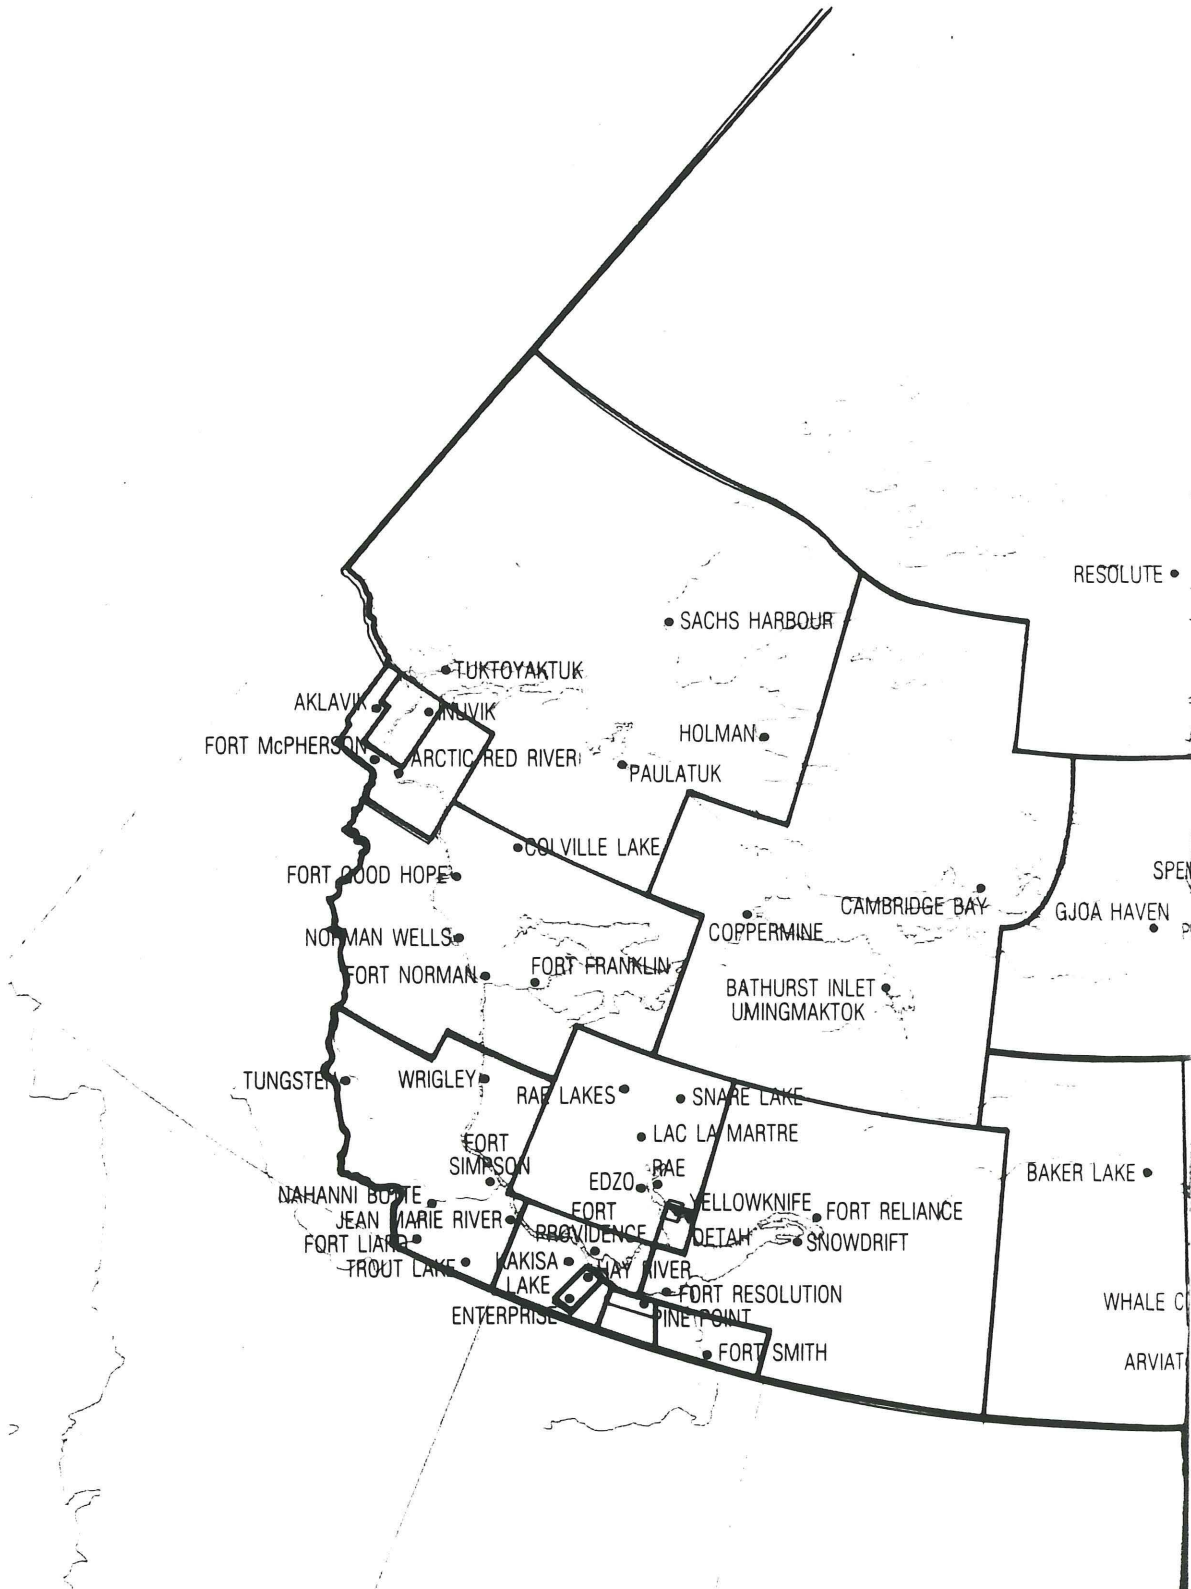 RESOLUTE
SACHS HARBOUR
TUKTOYAKTUK
AKLAVIK
INUVIK
HOLMAN
FORT McPHERSON
ARCTIC RED RIVER
PAULATUK
COLVILLE LAKE
FORT GOOD HOPE
CAMBRIDGE BAY
GJOA HAVEN
COPPERMINE
NORMAN WELLS
FORT NORMAN
FORT FRANKLIN
BATHURST INLET
UMINGMAKTOK
TUNGSTEN
WRIGLEY
RAE LAKES
SNARE LAKE
LAC LA MARTRE
FORT
SIMPSON
RAE
EDZO
BAKER LAKE
NAHANNI BUTTE
YELLOWKNIFE
FORT RELIANCE
JEAN MARIE RIVER
FORT
PROVIDENCE
DETAH
SNOWDRIFT
FORT LIARD
TROUT LAKE
KAKISA
LAKE
HAY RIVER
FORT RESOLUTION
ENTERPRISE
PINE POINT
WHALE C
FORT SMITH
ARVIAT